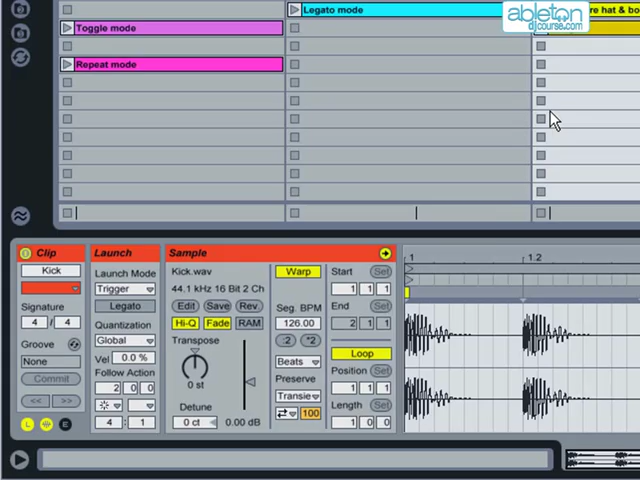 Legato mode
re hat & bo
ableton
djcourse.com
Toggle mode
Repeat mode
Clip
Launch
Sample
Kick
Launch Mode
Trigger
Legato
Signature
4 / 4
Quantization
Global
Groove
Vel 0.0 %
None
Follow Action
Commit
2 0 0
<< >>
4 : 1
L
E
Kick.wav
44.1 kHz 16 Bit 2 Ch
Edit Save Rev.
Hi-Q Fade RAM
Transpose
0 st
Detune
0 ct
0.00 dB
Warp
Seg. BPM
126.00
:2 *2
Beats
Preserve
Transie
100
Start Set
1 1 1
End Set
2 1 1
Loop
Position Set
1 1 1
Length Set
1 0 0
1
1.2